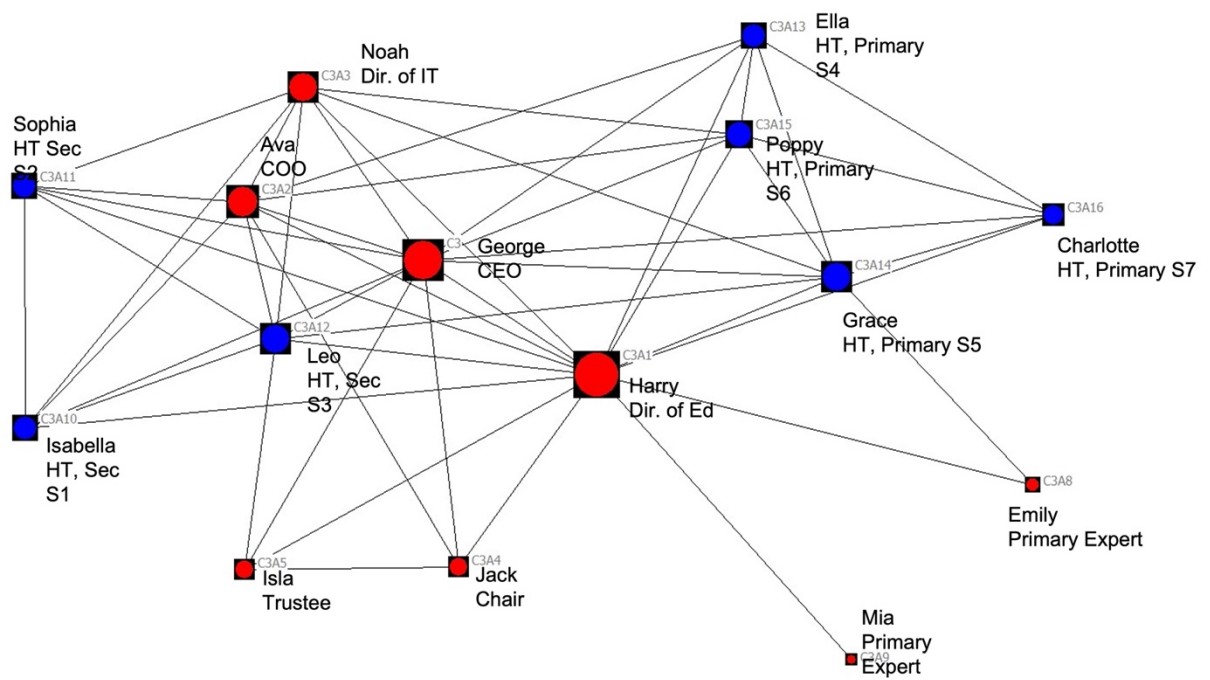 C3A13
Ella
HT, Primary
S4
Noah
Dir. of IT
C3A3
C3A15
Poppy
HT, Primary
S6
Sophia
HT Sec
S2
C3A11
Ava
COO
C3A2
C3A16
Charlotte
HT, Primary S7
C3
George
CEO
C3A14
Grace
HT, Primary S5
C3A12
Leo
HT, Sec
S3
C3A1
Harry
Dir. of Ed
C3A10
Isabella
HT, Sec
S1
C3A8
Emily
Primary Expert
C3A5
Isla
Trustee
C3A4
Jack
Chair
Mia
Primary
C3A9
Expert